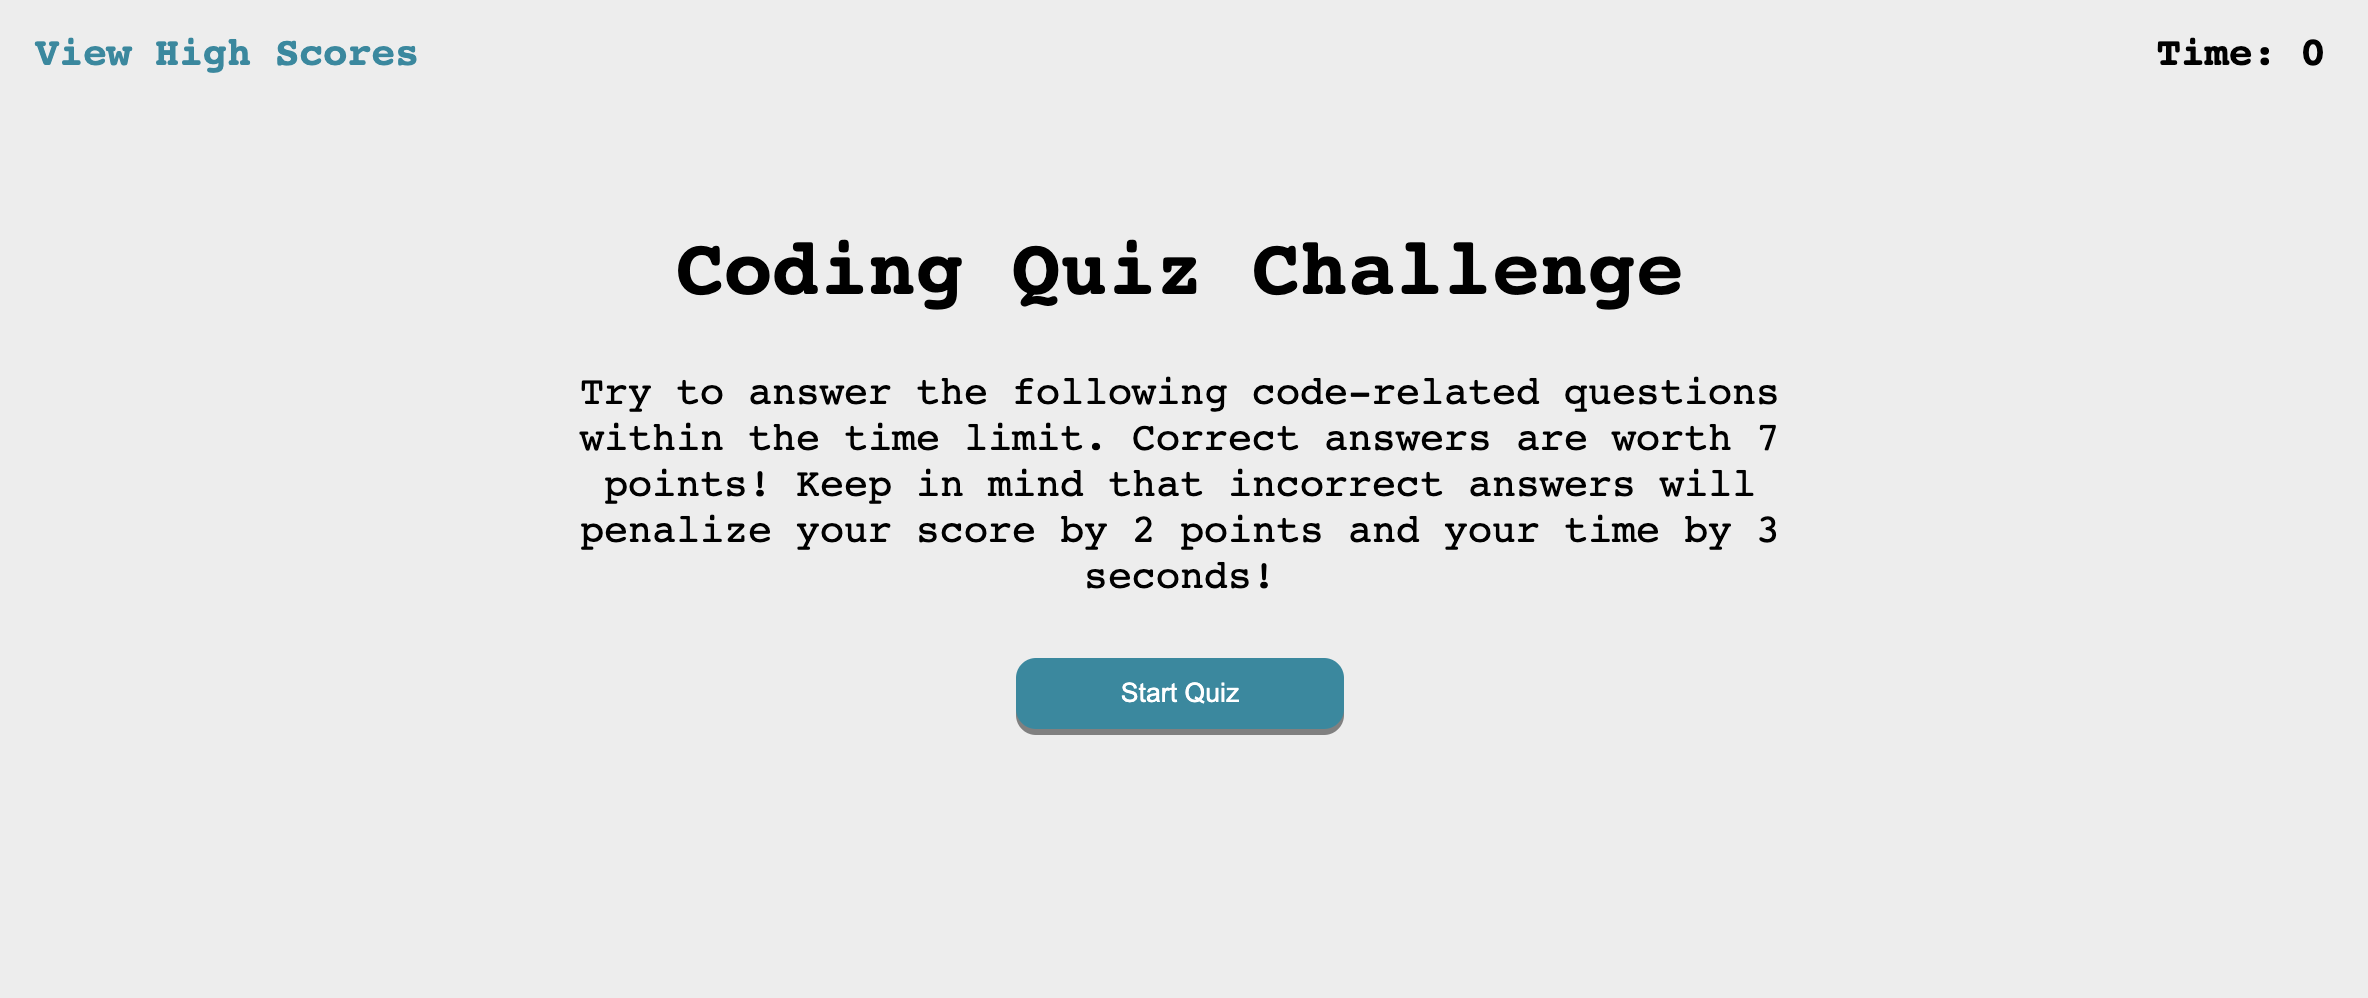 View High Scores
Time: 0
Coding Quiz Challenge
Try to answer the following code-related questions
within the time limit. Correct answers are worth 7
points! Keep in mind that incorrect answers will
penalize your score by 2 points and your time by 3
seconds!
Start Quiz